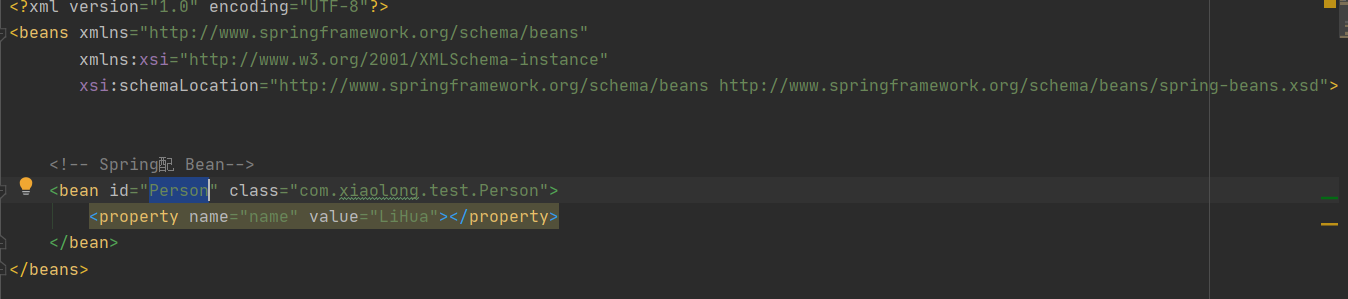 <?xml version="1.0" encoding="UTF-8"?>
<beans xmlns="http://www.springframework.org/schema/beans"
xmlns:xsi="http://www.w3.org/2001/XMLSchema-instance"
xsi:schemaLocation="http://www.springframework.org/schema/beans http://www.springframework.org/schema/beans/spring-beans.xsd">
<!-- Spring配 Bean-->
<bean id="Person" class="com.xiaolong.test.Person">
<property name="name" value="LiHua"></property>
</bean>
</beans>